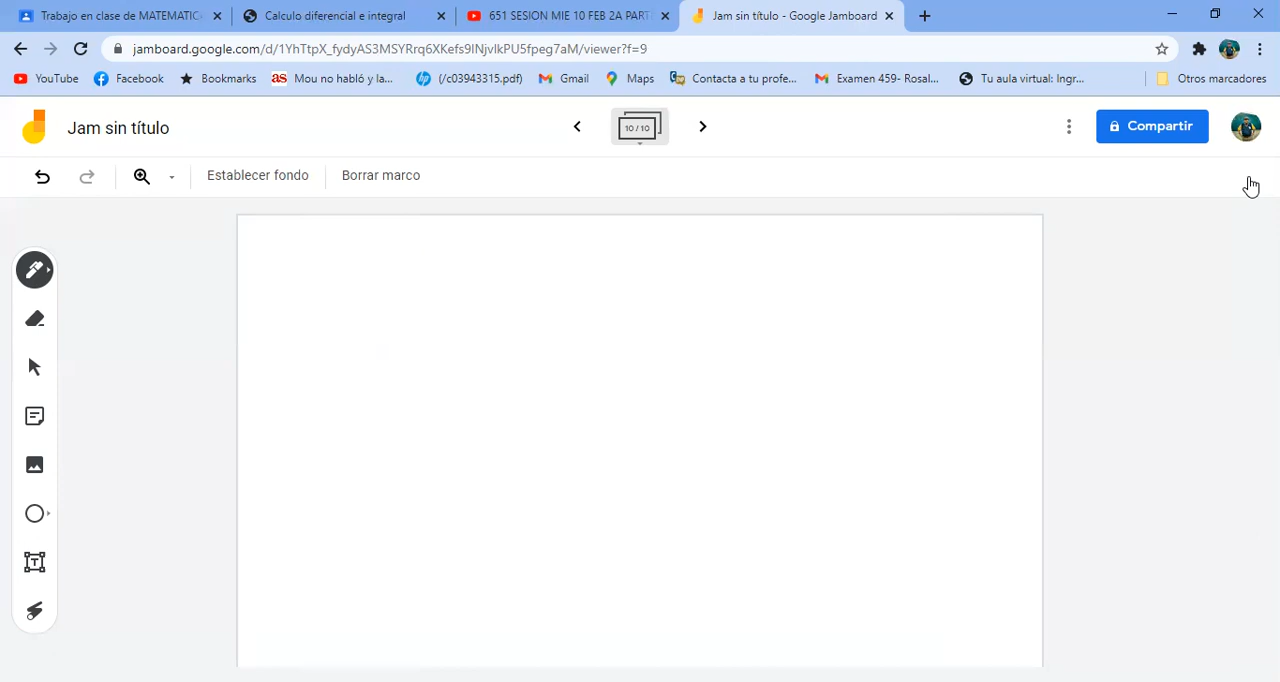 Trabajo en clase de MATEMATIC
Calculo diferencial e integral
651 SESION MIE 10 FEB 2A PART
Jam sin título - Google Jamboard
jamboard.google.com/d/1YhTtpX_fydyAS3MSYRrq6XKefs9INjvlkPU5fpeg7aM/viewer?f=9
YouTube
Facebook
Bookmarks
as Mou no habló y la...
hp (/c03943315.pdf)
Gmail
Maps
Contacta a tu profe...
Examen 459- Rosal...
Tu aula virtual: Ingr...
Otros marcadores
Jam sin título
10 / 10
Compartir
Establecer fondo
Borrar marco
T